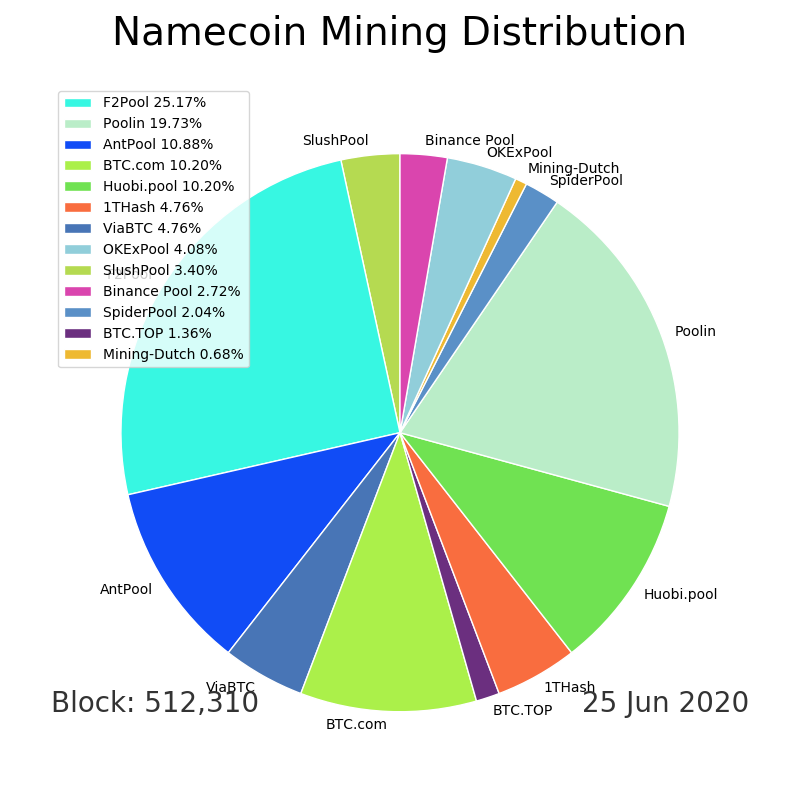 Namecoin Mining Distribution
F2Pool 25.17%
Poolin 19.73%
AntPool 10.88%
BTC.com 10.20%
Huobi.pool 10.20%
1THash 4.76%
ViaBTC 4.76%
OKExPool 4.08%
SlushPool 3.40%
Binance Pool 2.72%
SpiderPool 2.04%
BTC.TOP 1.36%
Mining-Dutch 0.68%
SlushPool
Binance Pool
OKExPool
Mining-Dutch
SpiderPool
F2Pool
Poolin
AntPool
Huobi.pool
ViaBTC
1THash
BTC.TOP
BTC.com
Block: 512,310
25 Jun 2020